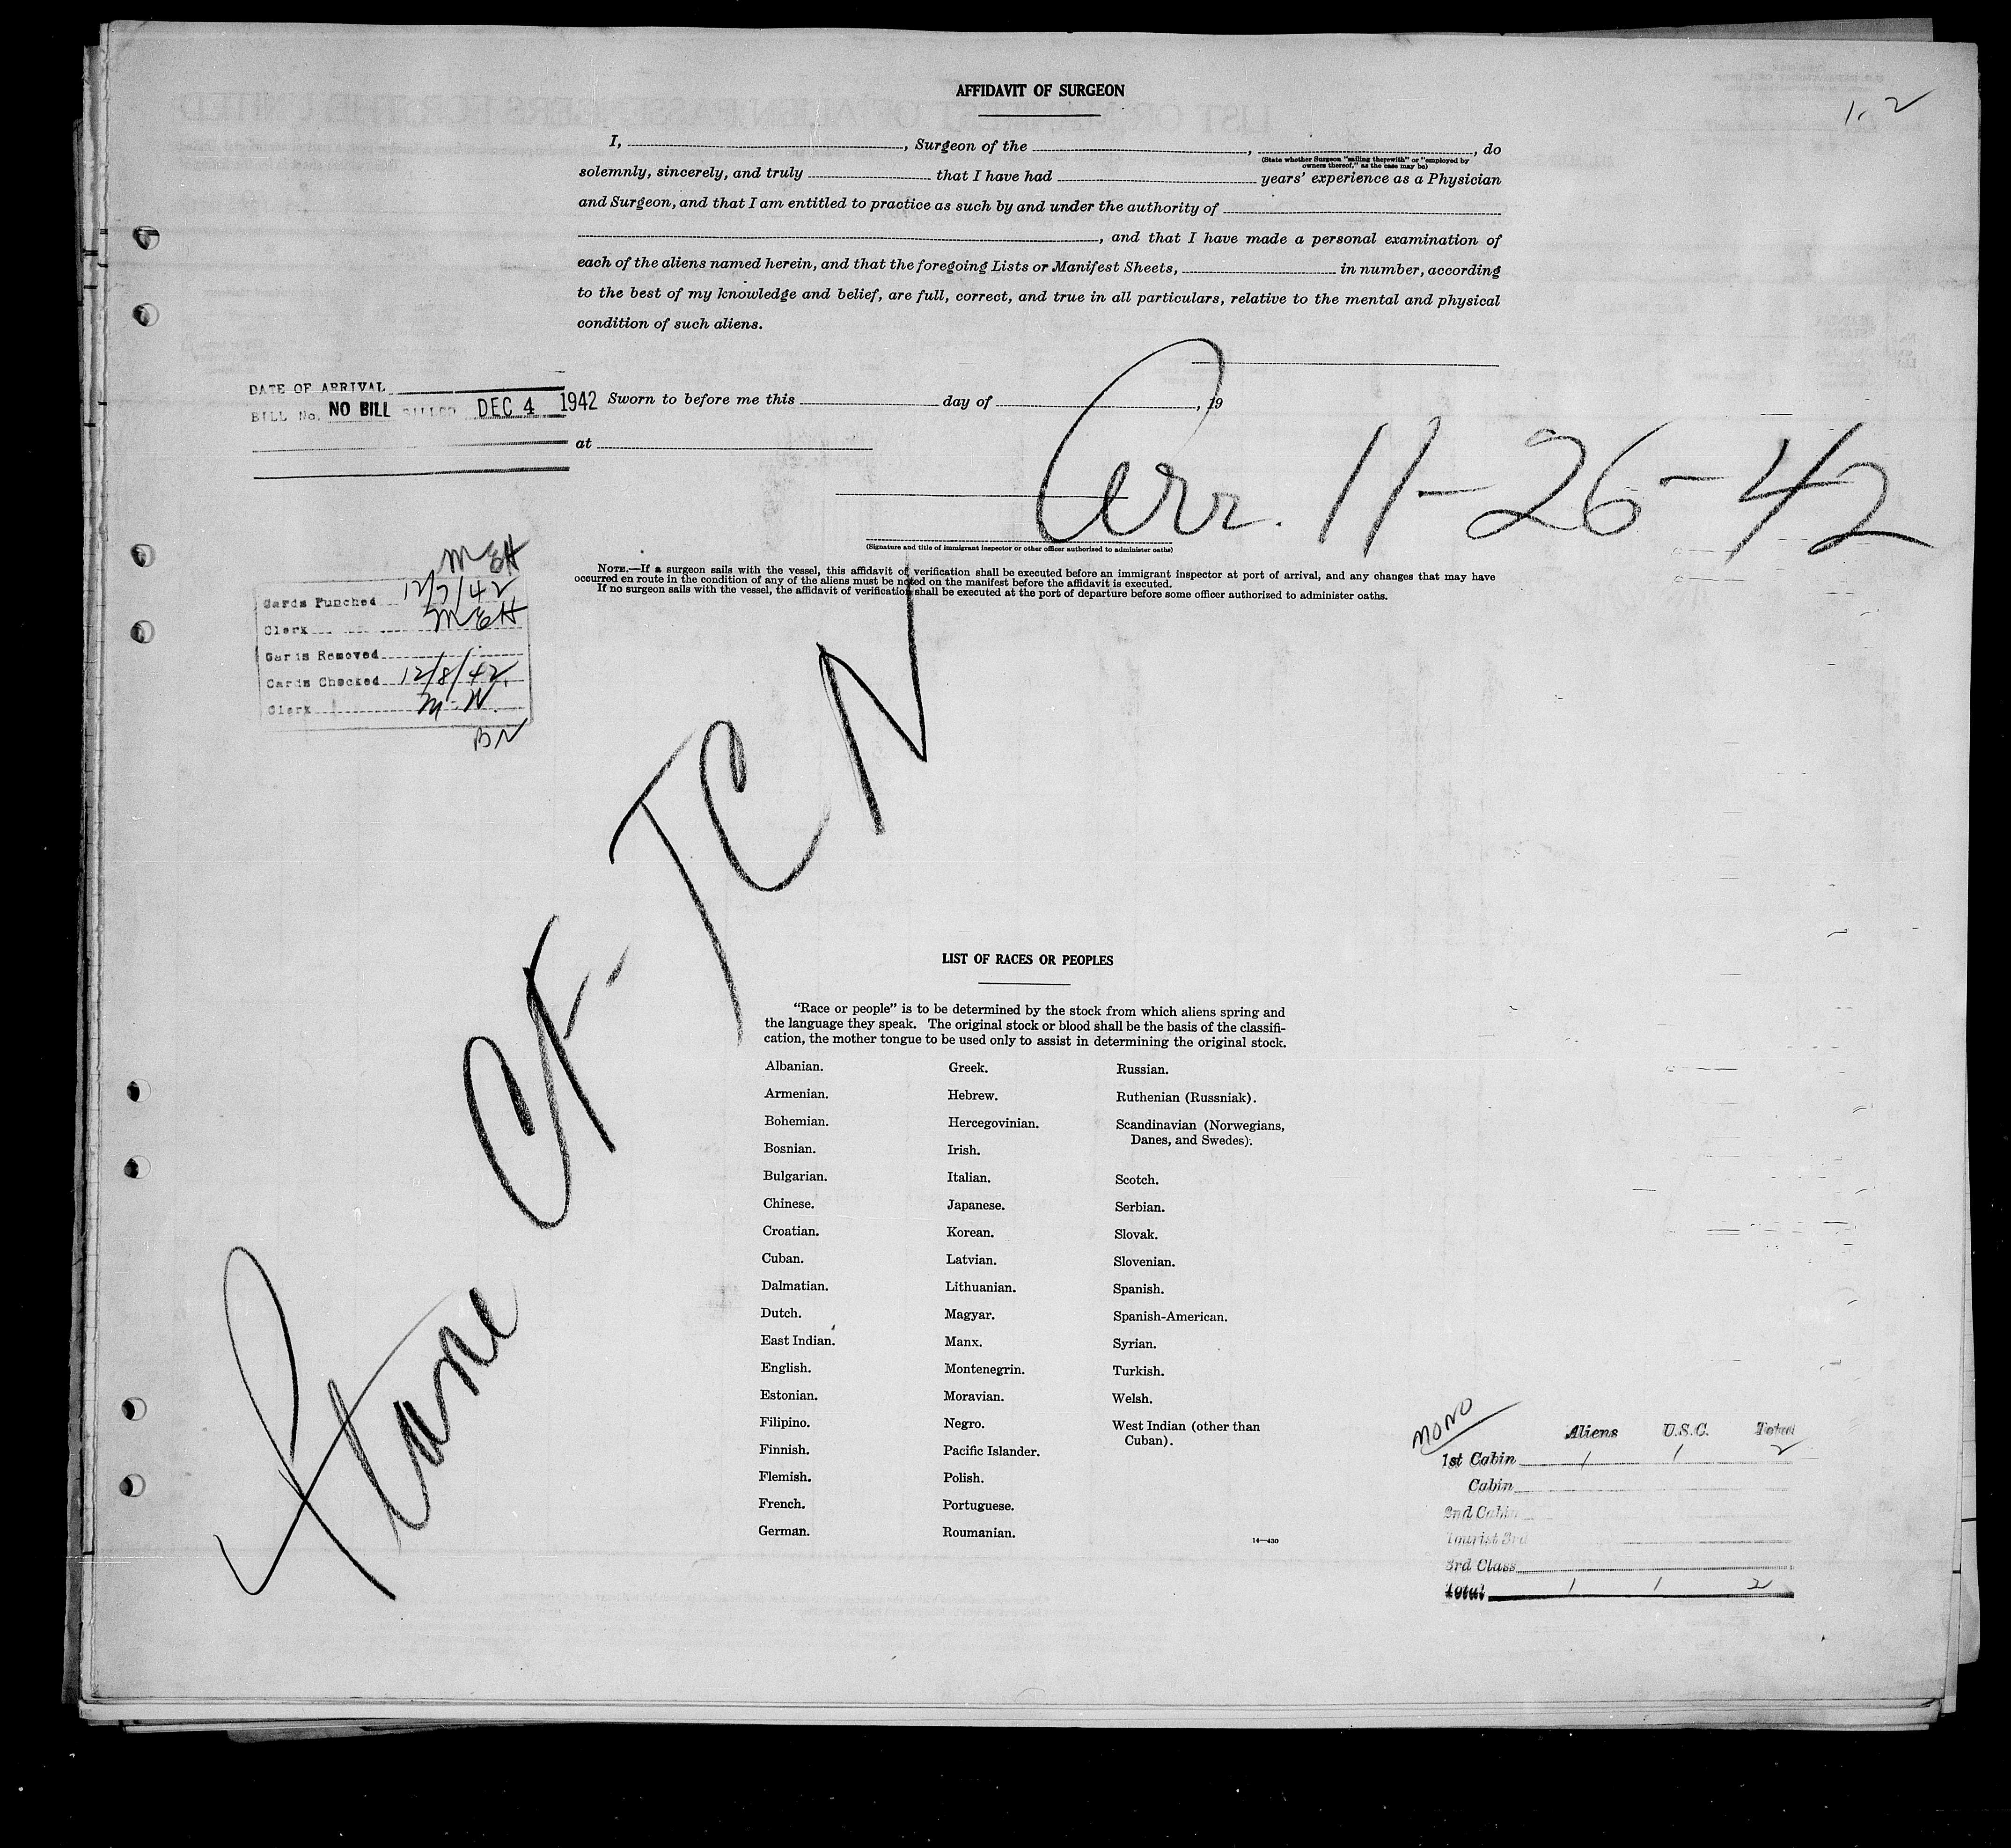 AFFIDAVIT OF SURGEON
1-2
I, , Surgeon of the , , do
(State whether Surgeon "sailing therewith" or "employed by
owners thereof," as the case may be)
solemnly, sincerely, and truly that I have had years' experience as a Physician
and Surgeon, and that I am entitled to practice as such by and under the authority of
, and that I have made a personal examination of
each of the aliens named herein, and that the foregoing Lists or Manifest Sheets, in number, according
to the best of my knowledge and belief, are full, correct, and true in all particulars, relative to the mental and physical
condition of such aliens.
DATE OF ARRIVAL
BILL No. NO BILL BILLED DEC 4 1942
Sworn to before me this day of , 19
at
Arr. 11-26-42
(Signature and title of immigrant inspector or other officer authorized to administer oaths)
NOTE.—If a surgeon sails with the vessel, this affidavit of verification shall be executed before an immigrant inspector at port of arrival, and any changes that may have
occurred en route in the condition of any of the aliens must be noted on the manifest before the affidavit is executed.
If no surgeon sails with the vessel, the affidavit of verification shall be executed at the port of departure before some officer authorized to administer oaths.
MEH
Cards Punched 12/7/42
Clerk MEH
Cards Removed
Cards Checked 12/8/42
Clerk M.W.
BN
Plane CF-TCN
LIST OF RACES OR PEOPLES
"Race or people" is to be determined by the stock from which aliens spring and
the language they speak. The original stock or blood shall be the basis of the classifi-
cation, the mother tongue to be used only to assist in determining the original stock.
Albanian.
Armenian.
Bohemian.
Bosnian.
Bulgarian.
Chinese.
Croatian.
Cuban.
Dalmatian.
Dutch.
East Indian.
English.
Estonian.
Filipino.
Finnish.
Flemish.
French.
German.
Greek.
Hebrew.
Hercegovinian.
Irish.
Italian.
Japanese.
Korean.
Latvian.
Lithuanian.
Magyar.
Manx.
Montenegrin.
Moravian.
Negro.
Pacific Islander.
Polish.
Portuguese.
Roumanian.
Russian.
Ruthenian (Russniak).
Scandinavian (Norwegians,
Danes, and Swedes).
Scotch.
Serbian.
Slovak.
Slovenian.
Spanish.
Spanish-American.
Syrian.
Turkish.
Welsh.
West Indian (other than
Cuban).
14—430
MONO
Aliens U.S.C. Total
1st Cabin 1 1 2
Cabin
2nd Cabin
Tourist 3rd
3rd Class
Total 1 1 2